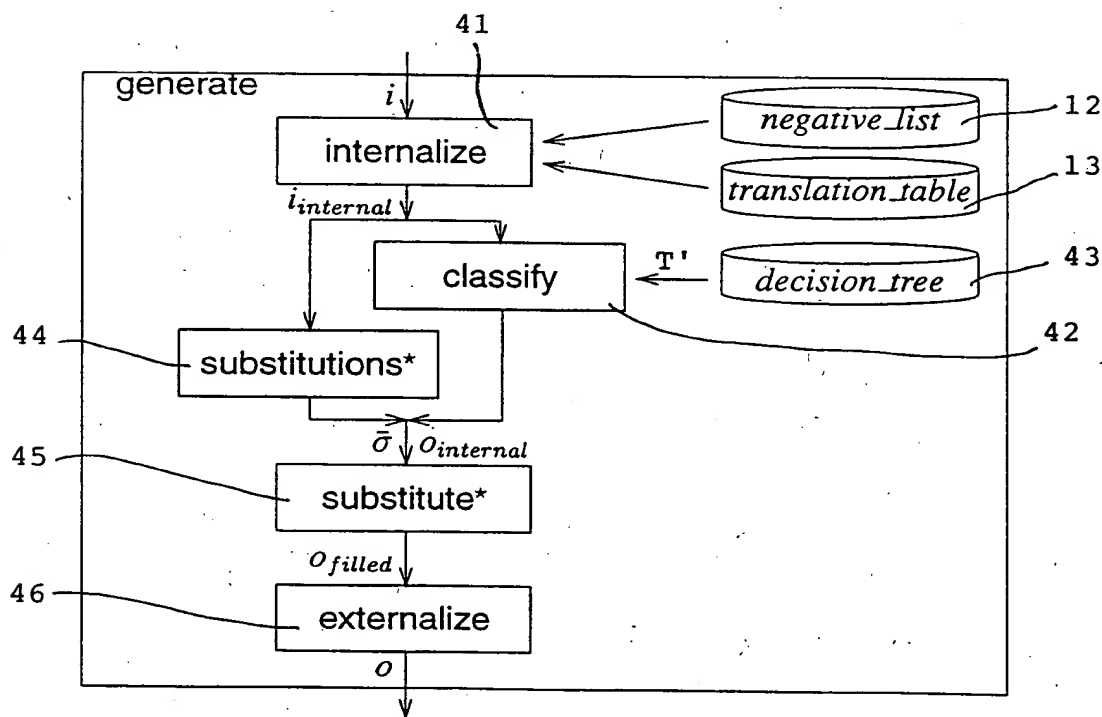 41
generate
i
negative_list
12
internalize
translation_table
13
i_internal
classify
T'
decision_tree
43
44
substitutions*
42
σ̄ o_internal
45
substitute*
o_filled
46
externalize
o